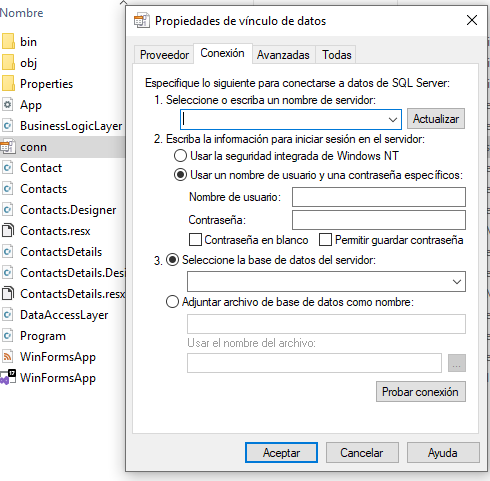 Nombre
bin
obj
Properties
App
BusinessLogicLayer
conn
Contact
Contacts
Contacts.Designer
Contacts.resx
ContactsDetails
ContactsDetails.Des
ContactsDetails.resx
DataAccessLayer
Program
WinFormsApp
WinFormsApp
Propiedades de vínculo de datos
Proveedor Conexión Avanzadas Todas
Especifique lo siguiente para conectarse a datos de SQL Server:
1. Seleccione o escriba un nombre de servidor:
Actualizar
2. Escriba la información para iniciar sesión en el servidor:
Usar la seguridad integrada de Windows NT
Usar un nombre de usuario y una contraseña específicos:
Nombre de usuario:
Contraseña:
Contraseña en blanco Permitir guardar contraseña
3. Seleccione la base de datos del servidor:
Adjuntar archivo de base de datos como nombre:
Usar el nombre del archivo:
...
Probar conexión
Aceptar Cancelar Ayuda